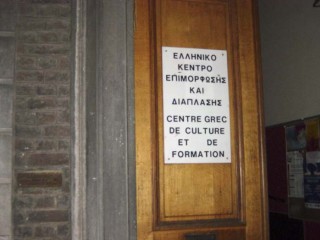 ΕΛΛΗΝΙΚΟ
ΚΕΝΤΡΟ
ΕΠΙΜΟΡΦΩΣΗΣ
ΚΑΙ
ΔΙΑΠΛΑΣΗΣ
CENTRE GREC
DE CULTURE
ET DE
FORMATION